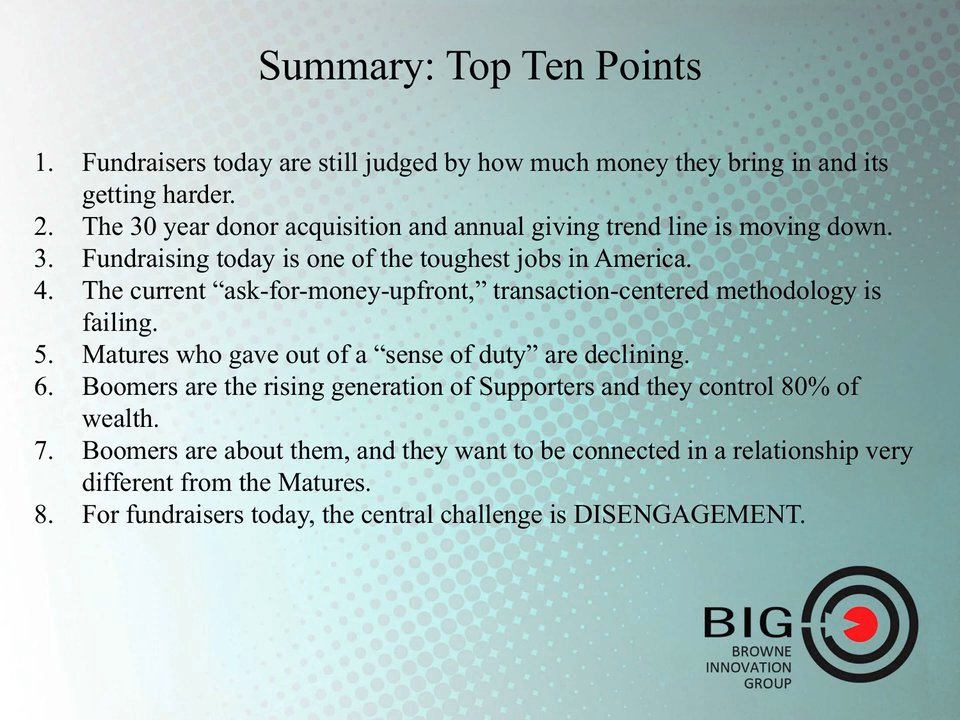 Summary: Top Ten Points
1. Fundraisers today are still judged by how much money they bring in and its
getting harder.
2. The 30 year donor acquisition and annual giving trend line is moving down.
3. Fundraising today is one of the toughest jobs in America.
4. The current “ask-for-money-upfront,” transaction-centered methodology is
failing.
5. Matures who gave out of a “sense of duty” are declining.
6. Boomers are the rising generation of Supporters and they control 80% of
wealth.
7. Boomers are about them, and they want to be connected in a relationship very
different from the Matures.
8. For fundraisers today, the central challenge is DISENGAGEMENT.
BIG
BROWNE
INNOVATION
GROUP